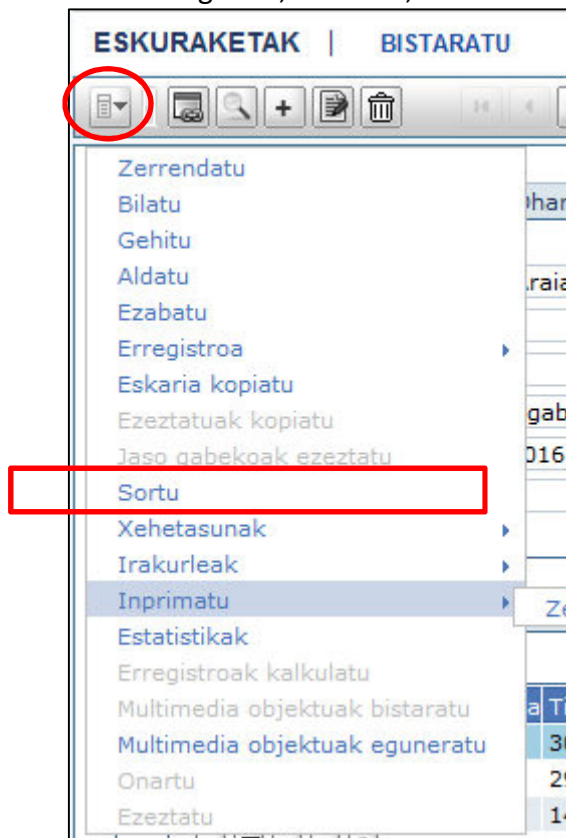 ESKURAKETAK | BISTARATU
Zerrendatu
Bilatu
Gehitu
Aldatu
Ezabatu
Erregistroa
Eskaria kopiatu
Ezeztatuak kopiatu
Jaso gabekoak ezeztatu
016
Sortu
Xehetasunak
Irakurleak
Inprimatu
Estatistikak
Erregistroak kalkulatu
Multimedia objektuak bistaratu
Multimedia objektuak eguneratu
Onartu
Ezeztatu